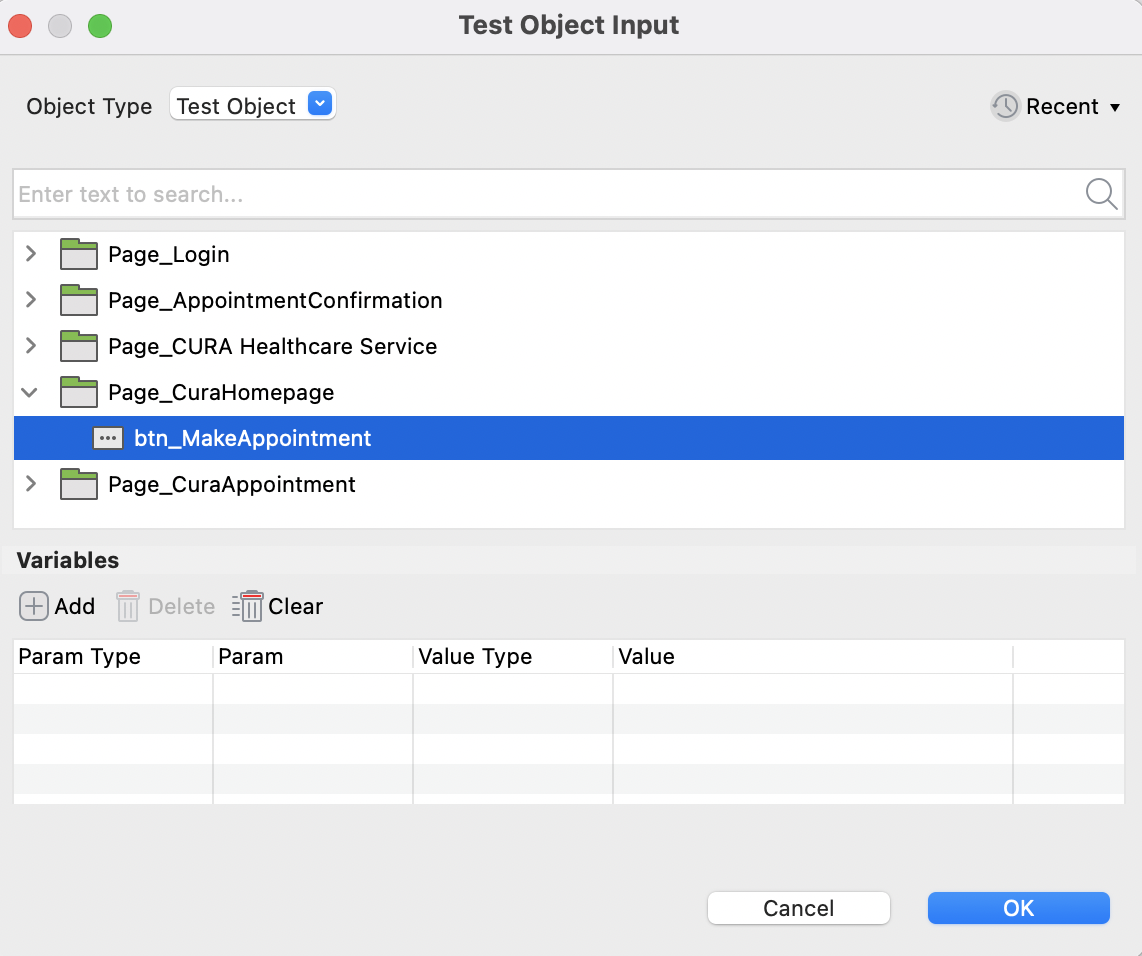 Test Object Input
Object Type Test Object Recent
Enter text to search...
Page_Login
Page_AppointmentConfirmation
Page_CURA Healthcare Service
Page_CuraHomepage
btn_MakeAppointment
Page_CuraAppointment
Variables
Add Delete Clear
Param Type Param Value Type Value
Cancel OK